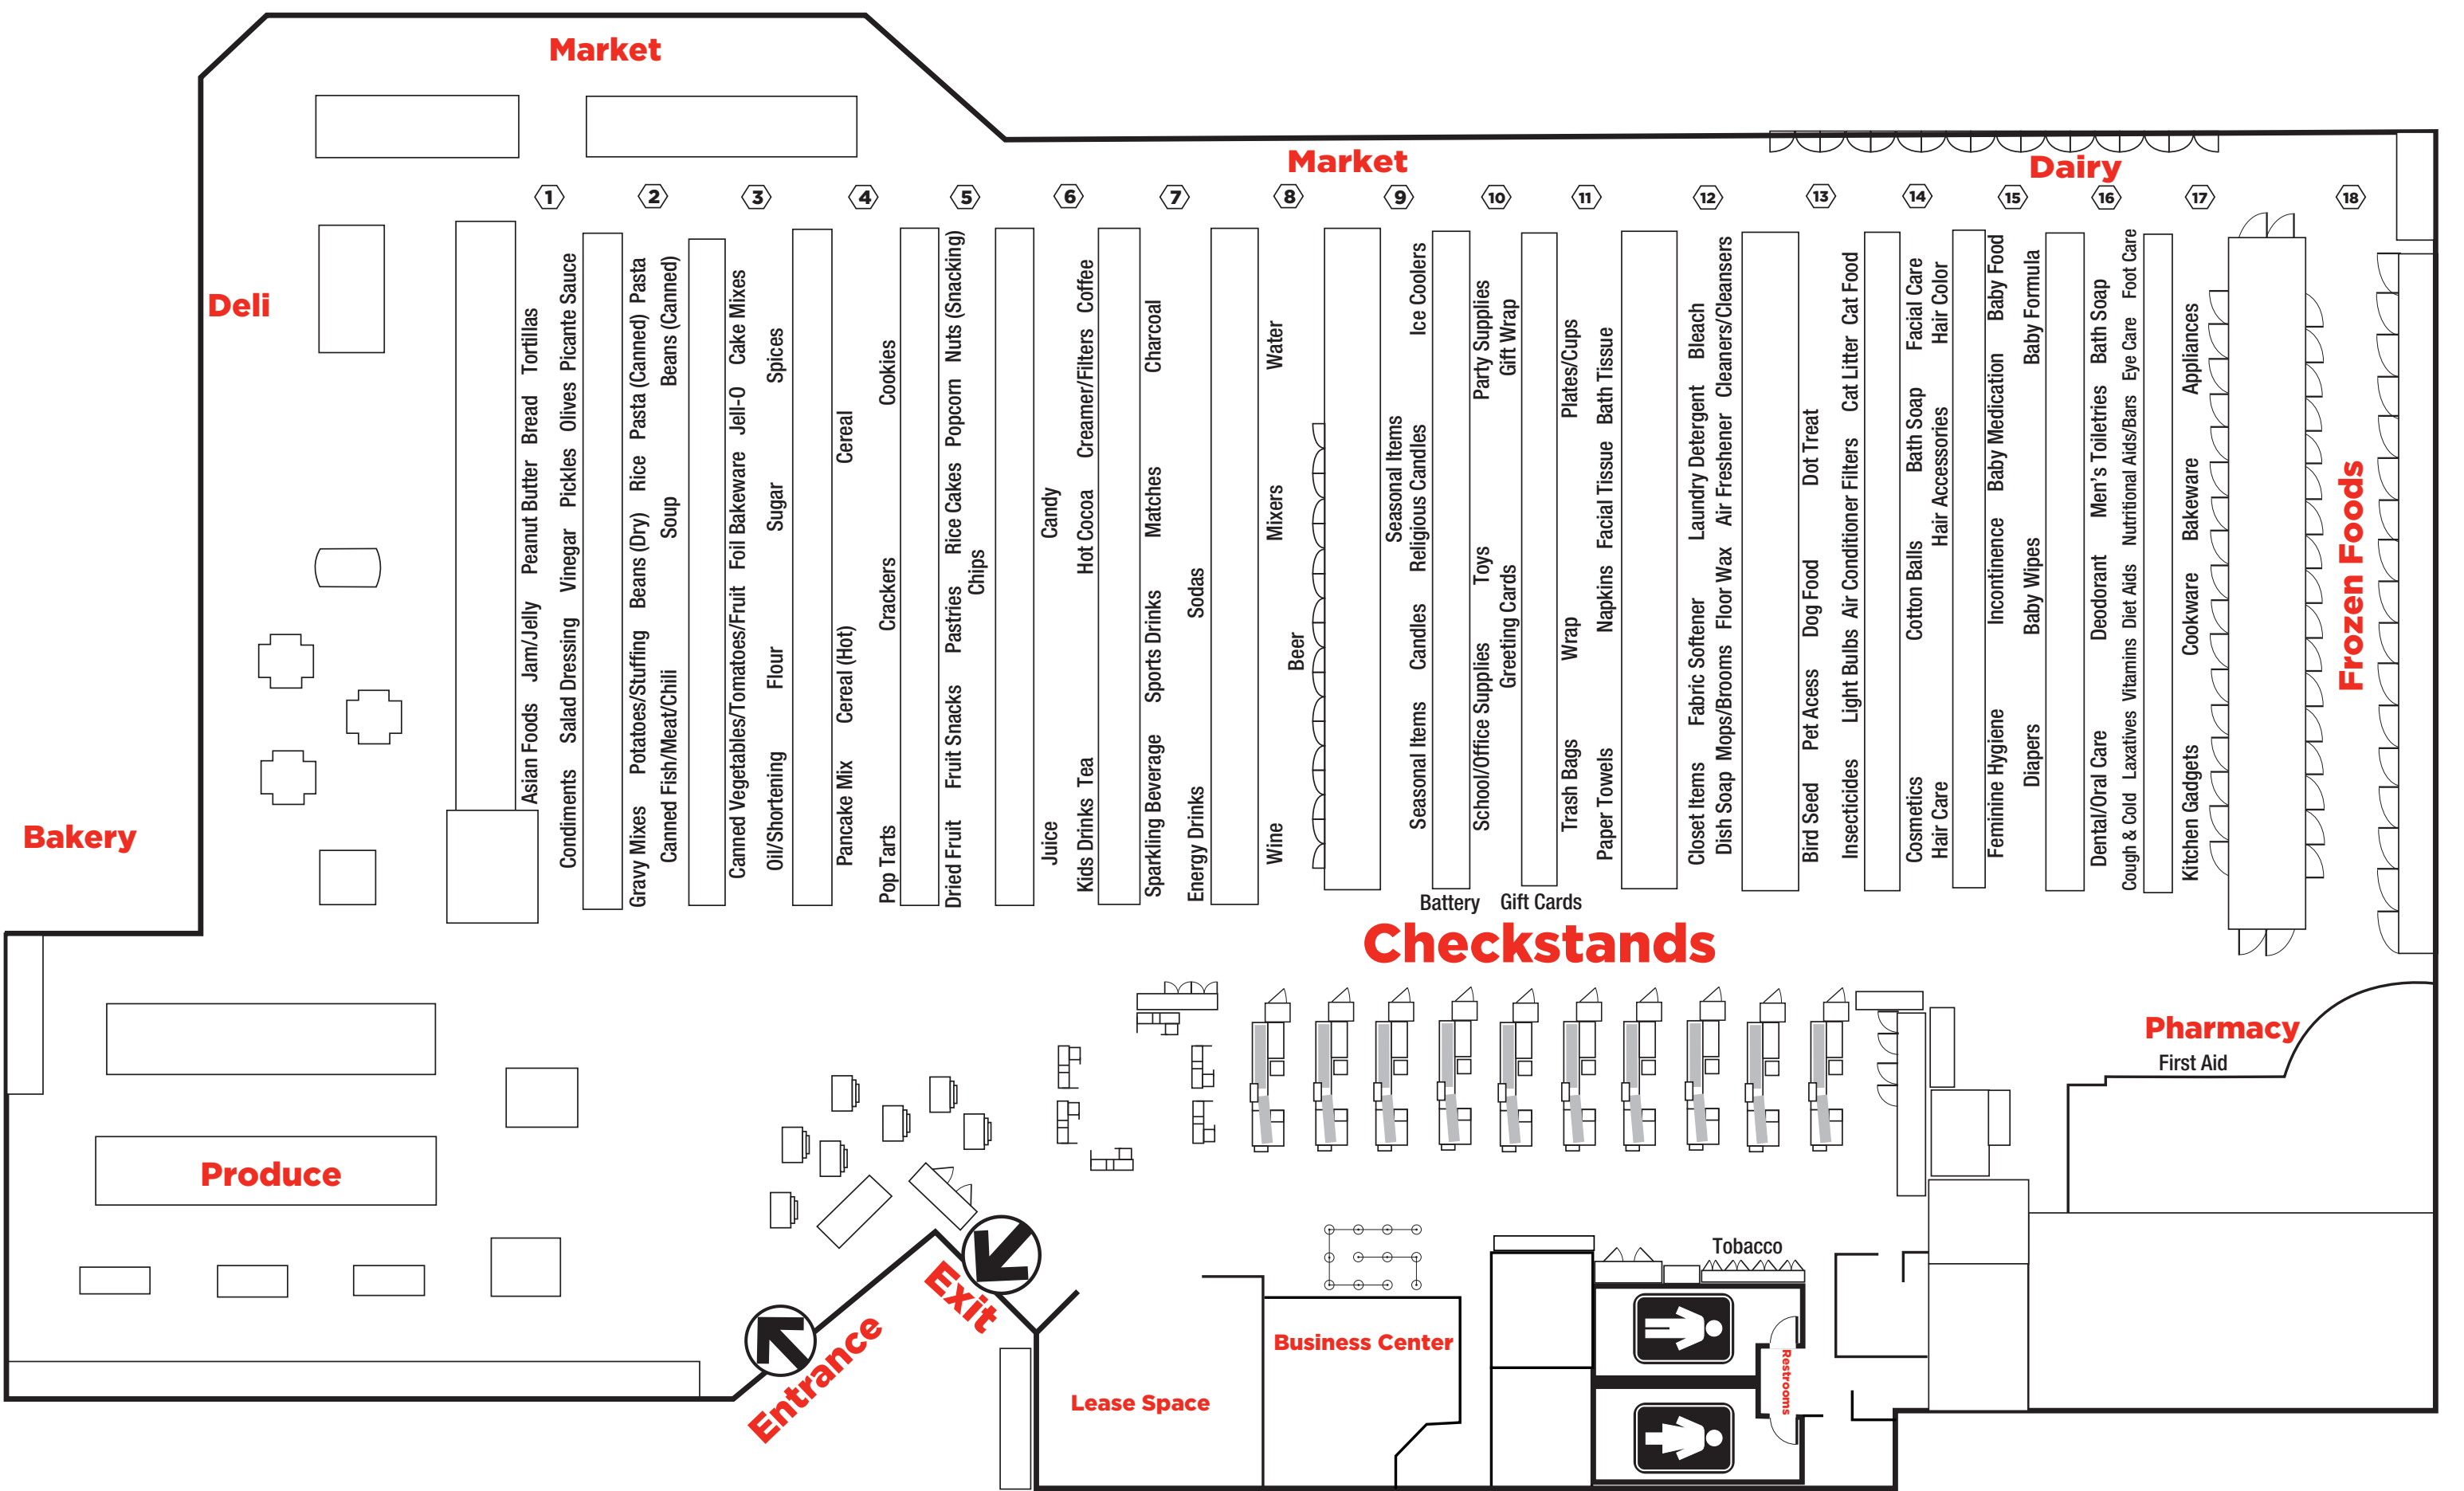 Market
Market
Dairy
1
2
3
4
5
6
7
8
9
10
11
12
13
14
15
16
17
18
Deli
Bakery
Asian Foods Jam/Jelly Peanut Butter Bread Tortillas
Condiments Salad Dressing Vinegar Pickles Olives Picante Sauce
Gravy Mixes Potatoes/Stuffing Beans (Dry) Rice Pasta (Canned) Pasta
Canned Fish/Meat/Chili Soup Beans (Canned)
Canned Vegetables/Tomatoes/Fruit Foil Bakeware Jell-O Cake Mixes
Oil/Shortening Flour Sugar Spices
Pancake Mix Cereal (Hot) Cereal
Pop Tarts Crackers Cookies
Dried Fruit Fruit Snacks Pastries Rice Cakes Popcorn Nuts (Snacking)
Chips
Juice Candy
Kids Drinks Tea Hot Cocoa Creamer/Filters Coffee
Sparkling Beverage Sports Drinks Matches Charcoal
Energy Drinks Sodas
Wine Mixers Water
Beer
Seasonal Items
Seasonal Items Candles Religious Candles Ice Coolers
School/Office Supplies Toys Party Supplies
Greeting Cards Gift Wrap
Trash Bags Wrap Plates/Cups
Paper Towels Napkins Facial Tissue Bath Tissue
Closet Items Fabric Softener Laundry Detergent Bleach
Dish Soap Mops/Brooms Floor Wax Air Freshener Cleaners/Cleansers
Bird Seed Pet Acess Dog Food Dot Treat
Insecticides Light Bulbs Air Conditioner Filters Cat Litter Cat Food
Cosmetics Cotton Balls Bath Soap Facial Care
Hair Care Hair Accessories Hair Color
Feminine Hygiene Incontinence Baby Medication Baby Food
Diapers Baby Wipes Baby Formula
Dental/Oral Care Deodorant Men's Toiletries Bath Soap
Cough & Cold Laxatives Vitamins Diet Aids Nutritional Aids/Bars Eye Care Foot Care
Kitchen Gadgets Cookware Bakeware Appliances
Frozen Foods
Battery
Gift Cards
Checkstands
Pharmacy
First Aid
Produce
Entrance
Exit
Lease Space
Business Center
Tobacco
Restrooms